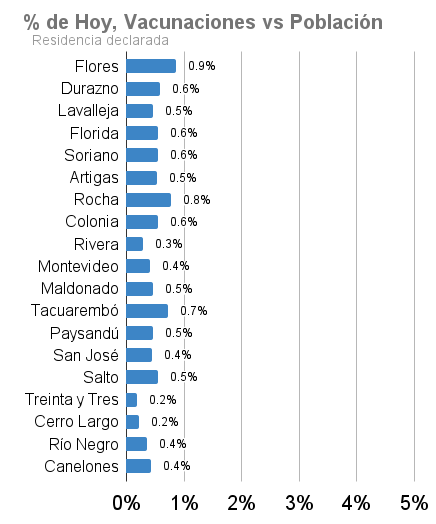 % de Hoy, Vacunaciones vs Población
Residencia declarada
Flores 0.9%
Durazno 0.6%
Lavalleja 0.5%
Florida 0.6%
Soriano 0.6%
Artigas 0.5%
Rocha 0.8%
Colonia 0.6%
Rivera 0.3%
Montevideo 0.4%
Maldonado 0.5%
Tacuarembó 0.7%
Paysandú 0.5%
San José 0.4%
Salto 0.5%
Treinta y Tres 0.2%
Cerro Largo 0.2%
Río Negro 0.4%
Canelones 0.4%
0% 1% 2% 3% 4% 5%